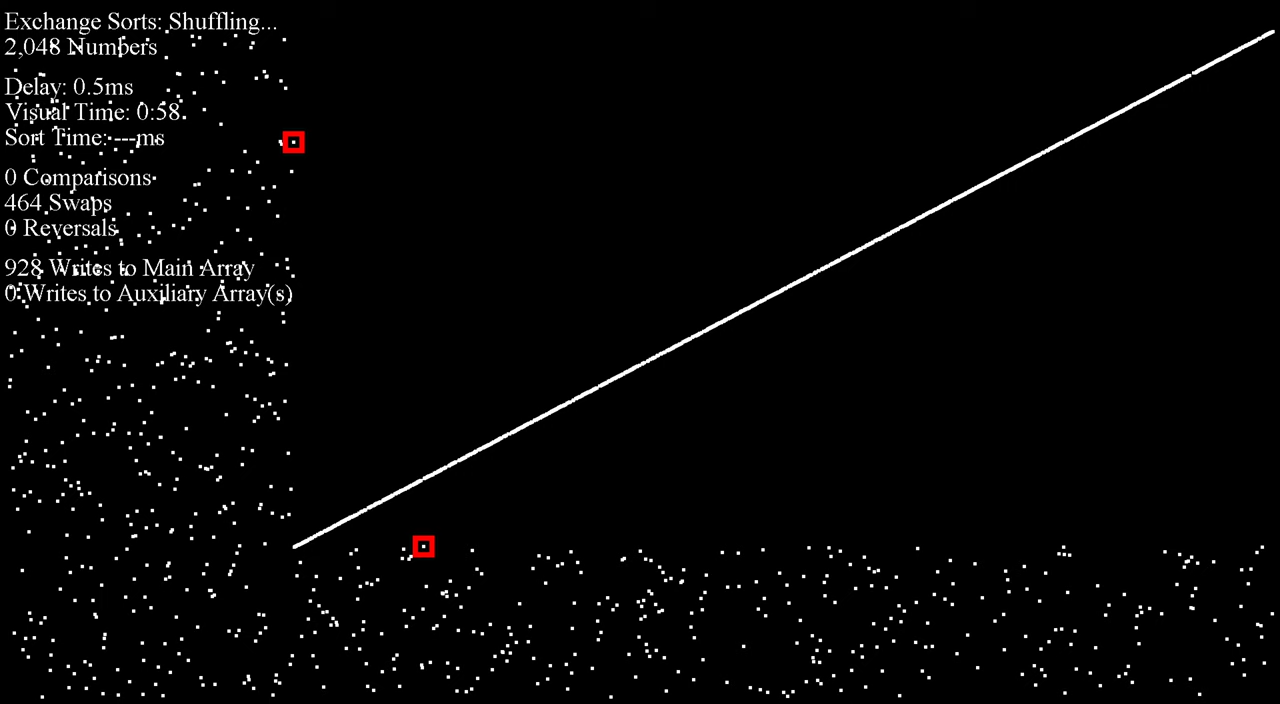 Exchange Sorts: Shuffling...
2,048 Numbers
Delay: 0.5ms
Visual Time: 0:58
Sort Time: ---ms
0 Comparisons
464 Swaps
0 Reversals
928 Writes to Main Array
0 Writes to Auxiliary Array(s)